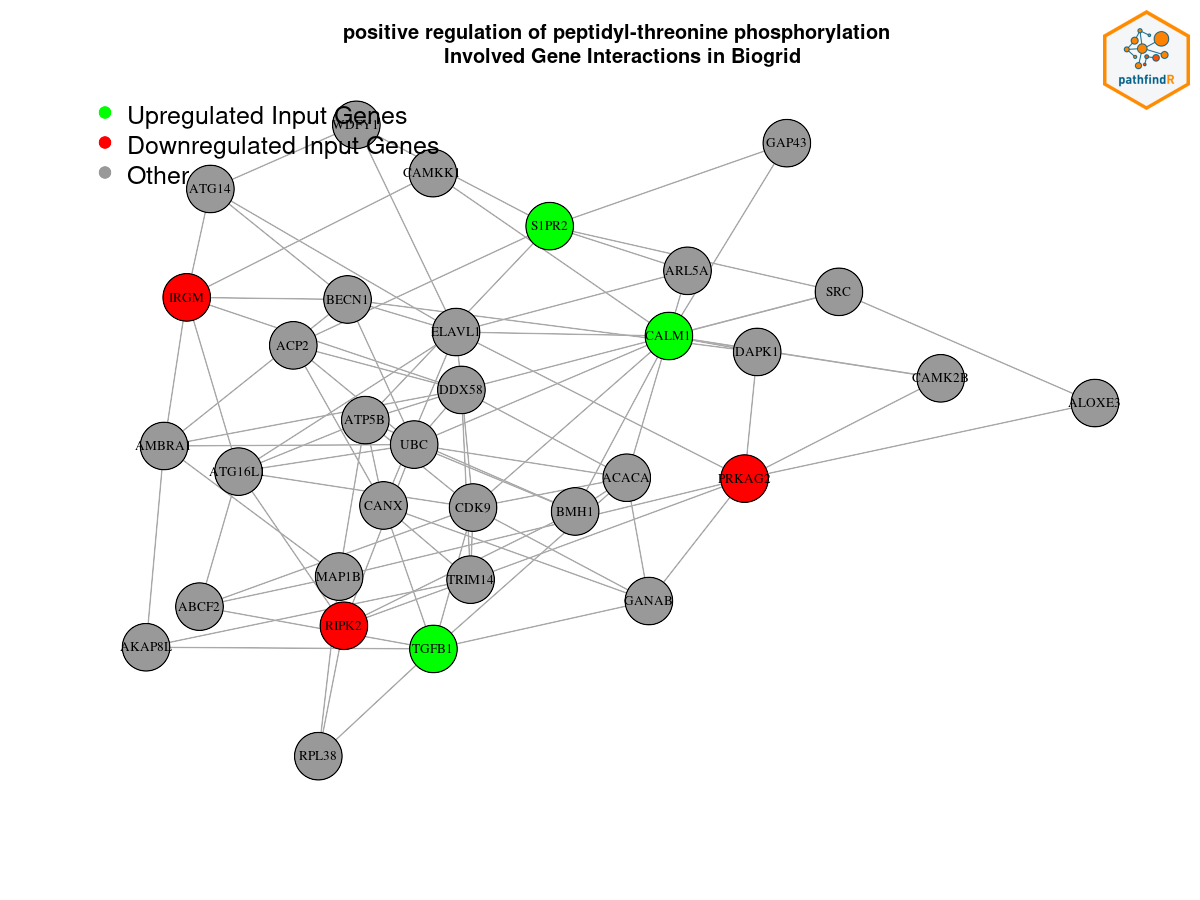 positive regulation of peptidyl-threonine phosphorylation
Involved Gene Interactions in Biogrid
pathfindR
Upregulated Input Genes
Downregulated Input Genes
Other
WDFY1
GAP43
CAMKK1
ATG14
S1PR2
ARL5A
SRC
IRGM
BECN1
ELAVL1
CALM1
ACP2
DAPK1
CAMK2B
DDX58
ALOXE3
ATP5B
AMBRA1
UBC
ATG16L1
ACACA
PRKAG2
CANX
CDK9
BMH1
MAP1B
TRIM14
ABCF2
GANAB
RIPK2
AKAP8L
TGFB1
RPL38